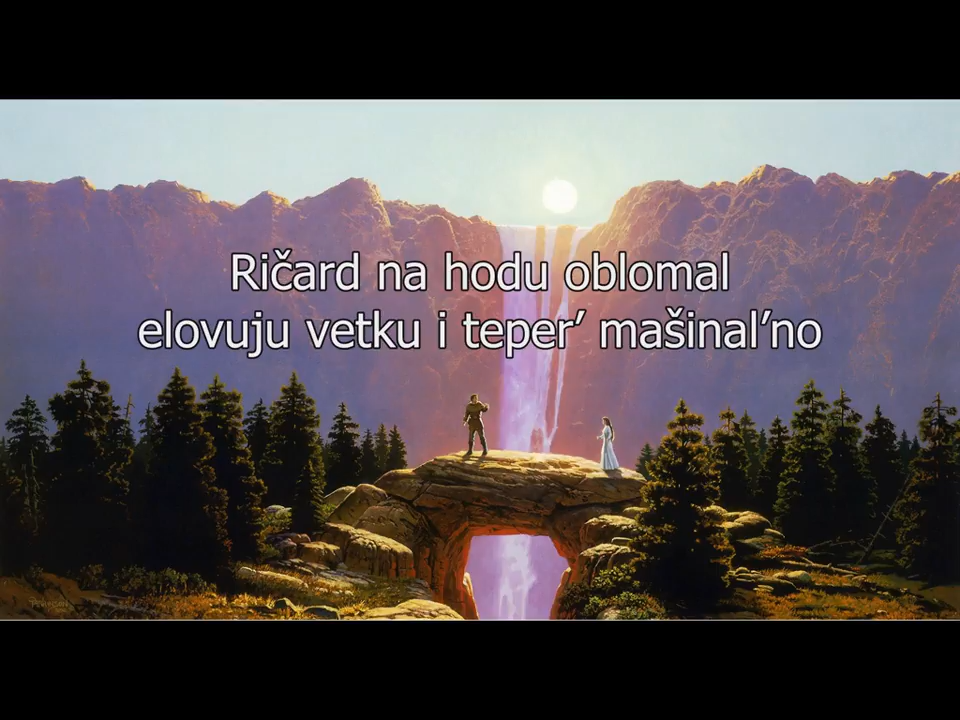 Ričard na hodu oblomal
elovuju vetku i teper’ mašinal’no